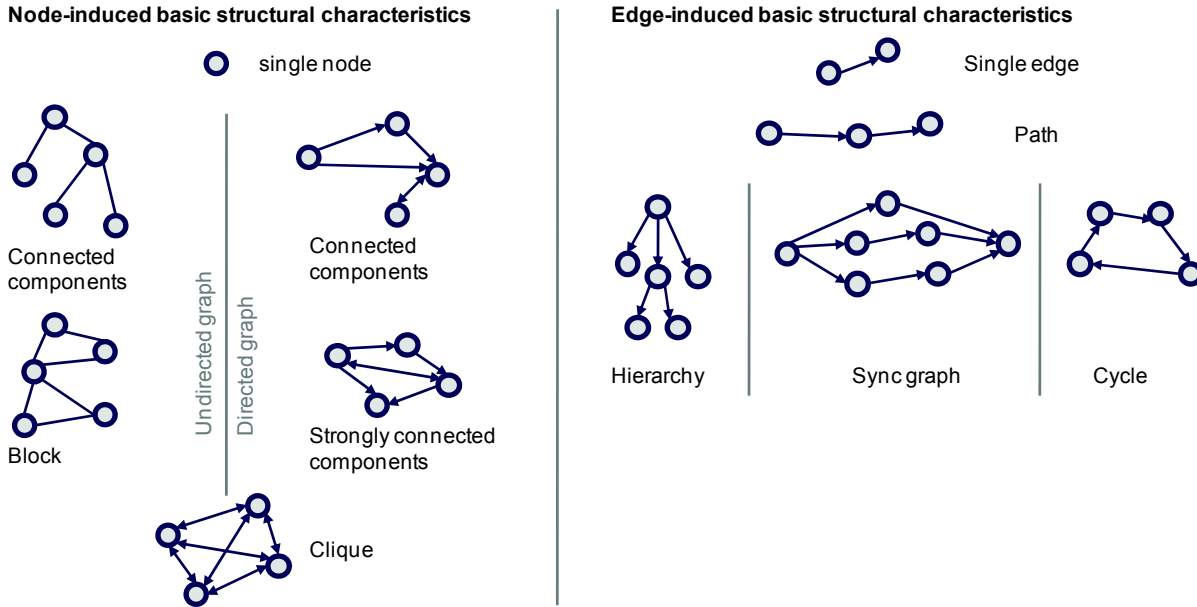 Node-induced basic structural characteristics
single node
Connected
components
Connected
components
Undirected graph
Directed graph
Block
Strongly connected
components
Clique
Edge-induced basic structural characteristics
Single edge
Path
Hierarchy
Sync graph
Cycle